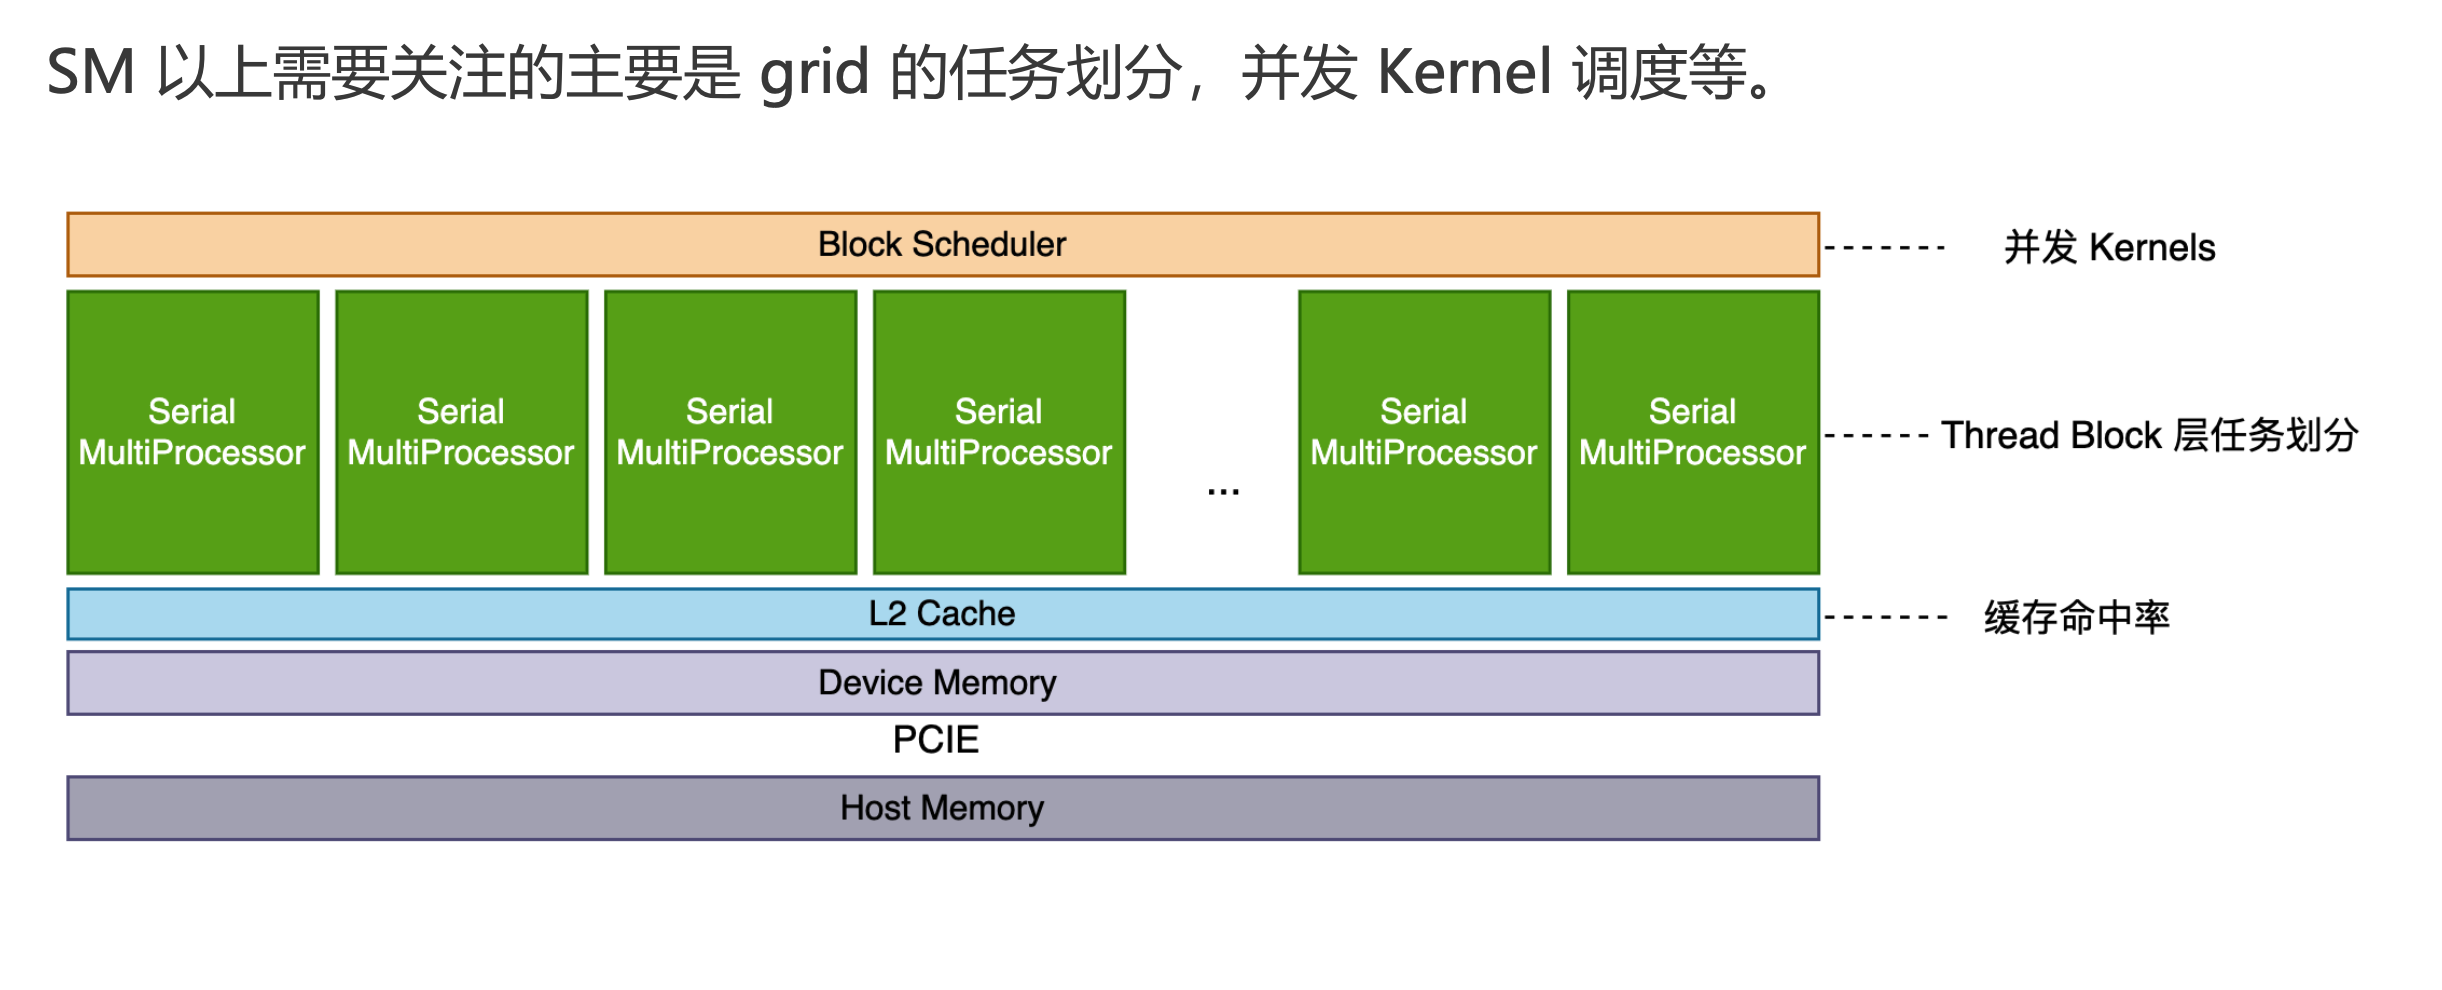 SM 以上需要关注的主要是 grid 的任务划分，并发 Kernel 调度等。
Block Scheduler
并发 Kernels
Serial
MultiProcessor
Serial
MultiProcessor
Serial
MultiProcessor
Serial
MultiProcessor
...
Serial
MultiProcessor
Serial
MultiProcessor
Thread Block 层任务划分
L2 Cache
缓存命中率
Device Memory
PCIE
Host Memory